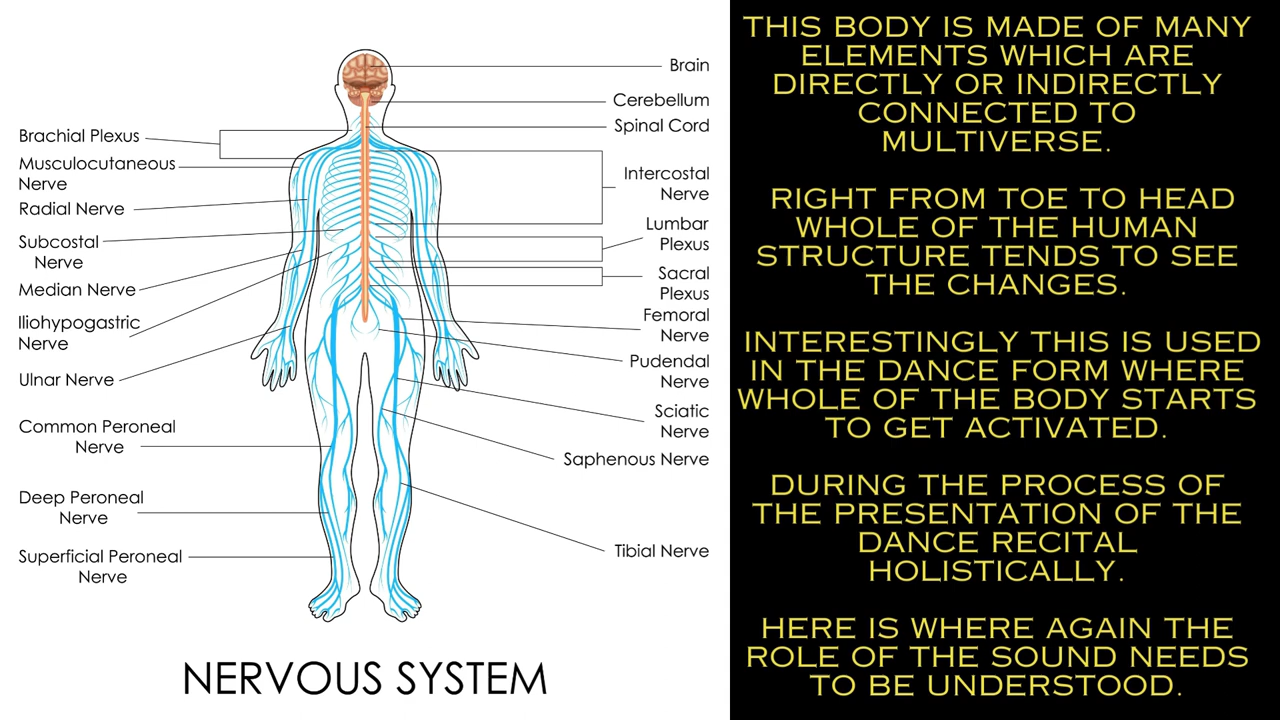 Brain
Cerebellum
Spinal Cord
Brachial Plexus
Musculocutaneous
Nerve
Radial Nerve
Subcostal
Nerve
Median Nerve
Iliohypogastric
Nerve
Ulnar Nerve
Common Peroneal
Nerve
Deep Peroneal
Nerve
Superficial Peroneal
Nerve
Intercostal
Nerve
Lumbar
Plexus
Sacral
Plexus
Femoral
Nerve
Pudendal
Nerve
Sciatic
Nerve
Saphenous Nerve
Tibial Nerve
NERVOUS SYSTEM
THIS BODY IS MADE OF MANY
ELEMENTS WHICH ARE
DIRECTLY OR INDIRECTLY
CONNECTED TO
MULTIVERSE.
RIGHT FROM TOE TO HEAD
WHOLE OF THE HUMAN
STRUCTURE TENDS TO SEE
THE CHANGES.
INTERESTINGLY THIS IS USED
IN THE DANCE FORM WHERE
WHOLE OF THE BODY STARTS
TO GET ACTIVATED.
DURING THE PROCESS OF
THE PRESENTATION OF THE
DANCE RECITAL
HOLISTICALLY.
HERE IS WHERE AGAIN THE
ROLE OF THE SOUND NEEDS
TO BE UNDERSTOOD.